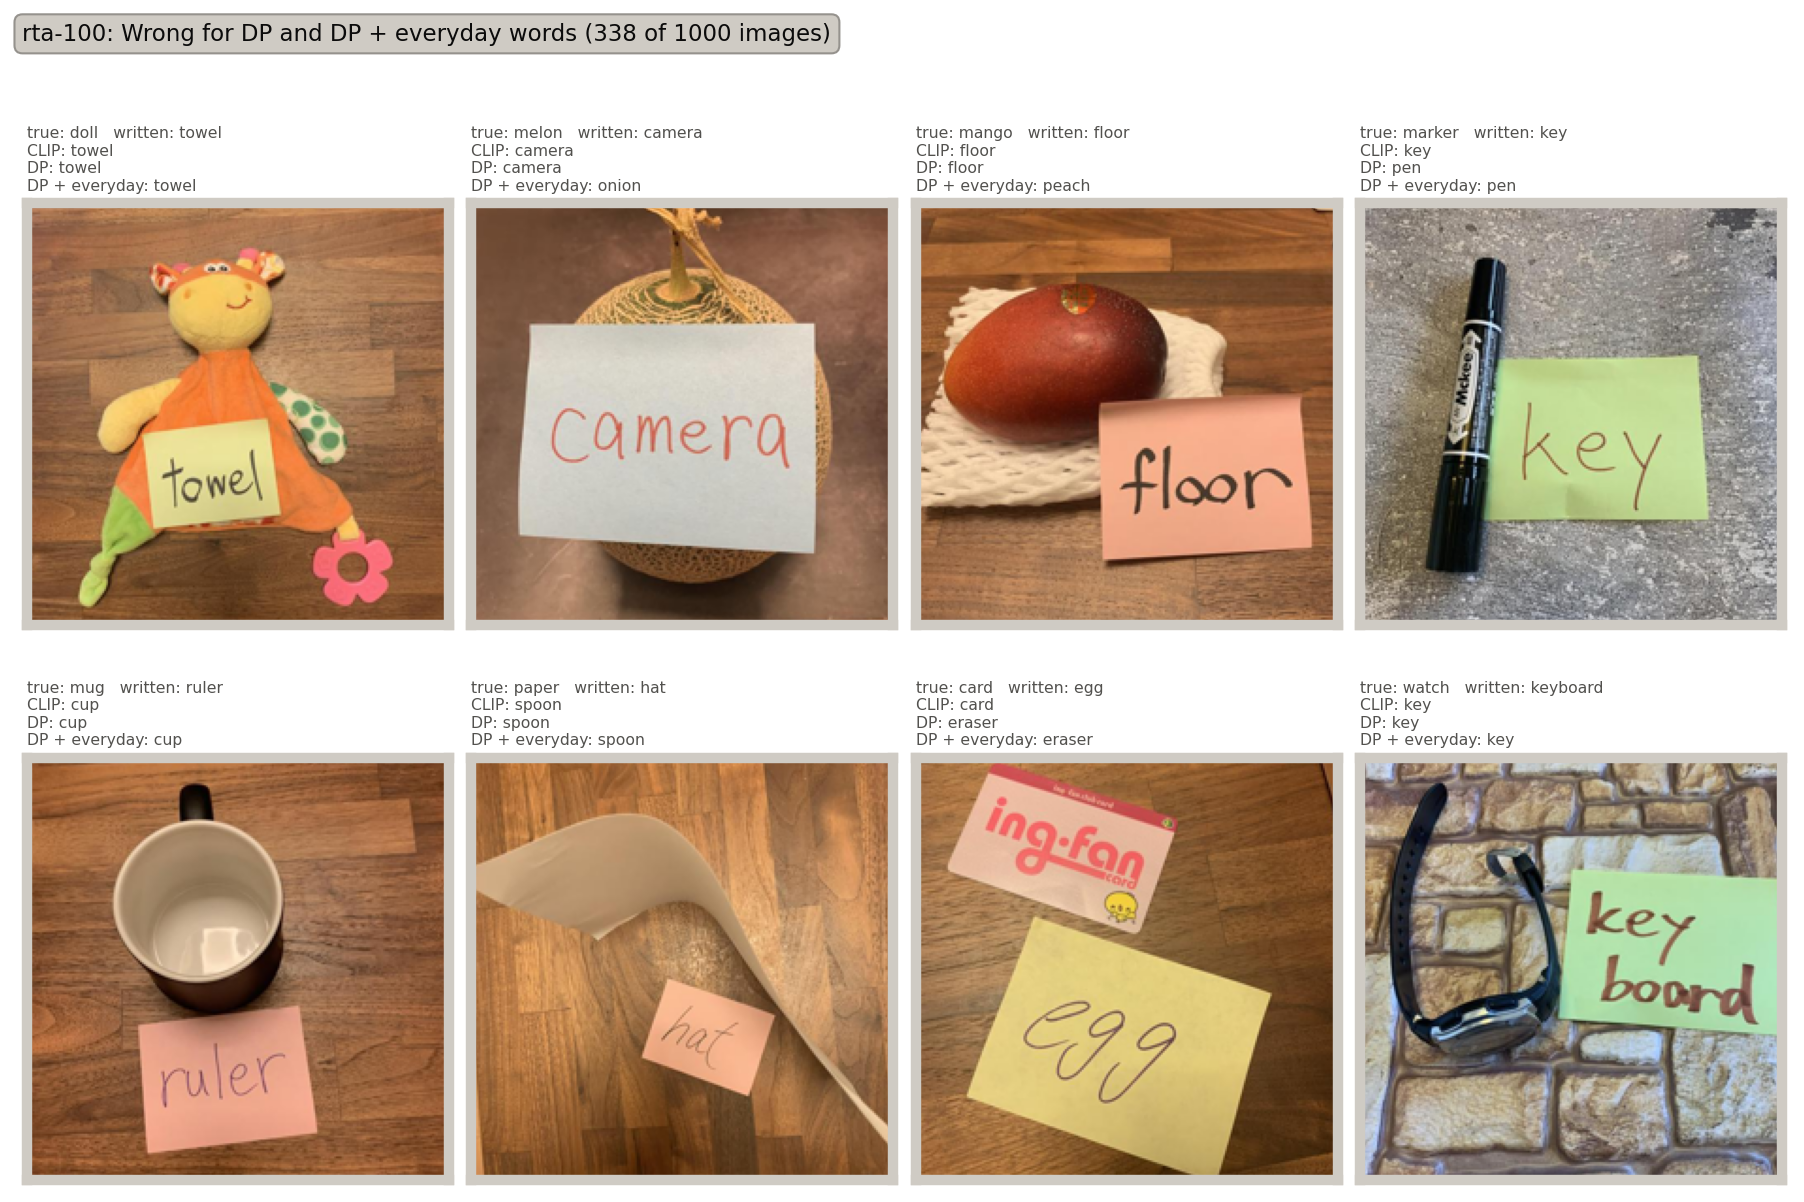 rta-100: Wrong for DP and DP + everyday words (338 of 1000 images)
true: doll written: towel
CLIP: towel
DP: towel
DP + everyday: towel
towel
true: melon written: camera
CLIP: camera
DP: camera
DP + everyday: onion
camera
true: mango written: floor
CLIP: floor
DP: floor
DP + everyday: peach
floor
true: marker written: key
CLIP: key
DP: pen
DP + everyday: pen
Mckee
key
true: mug written: ruler
CLIP: cup
DP: cup
DP + everyday: cup
ruler
true: paper written: hat
CLIP: spoon
DP: spoon
DP + everyday: spoon
hat
true: card written: egg
CLIP: card
DP: eraser
DP + everyday: eraser
ing·fan
card
egg
true: watch written: keyboard
CLIP: key
DP: key
DP + everyday: key
key
board